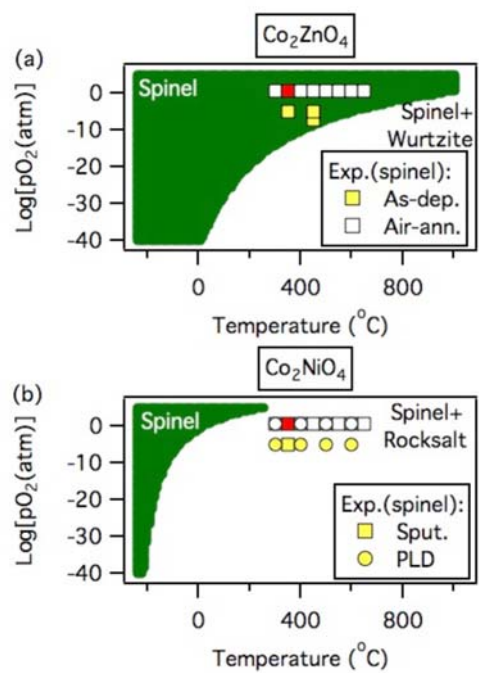 Co₂ZnO₄
(a)
Spinel
Spinel+
Wurtzite
Exp.(spinel):
As-dep.
Air-ann.
Log[pO₂(atm)]
0
-10
-20
-30
-40
0
400
800
Temperature (°C)
Co₂NiO₄
(b)
Spinel
Spinel+
Rocksalt
Exp.(spinel):
Sput.
PLD
Log[pO₂(atm)]
0
-10
-20
-30
-40
0
400
800
Temperature (°C)